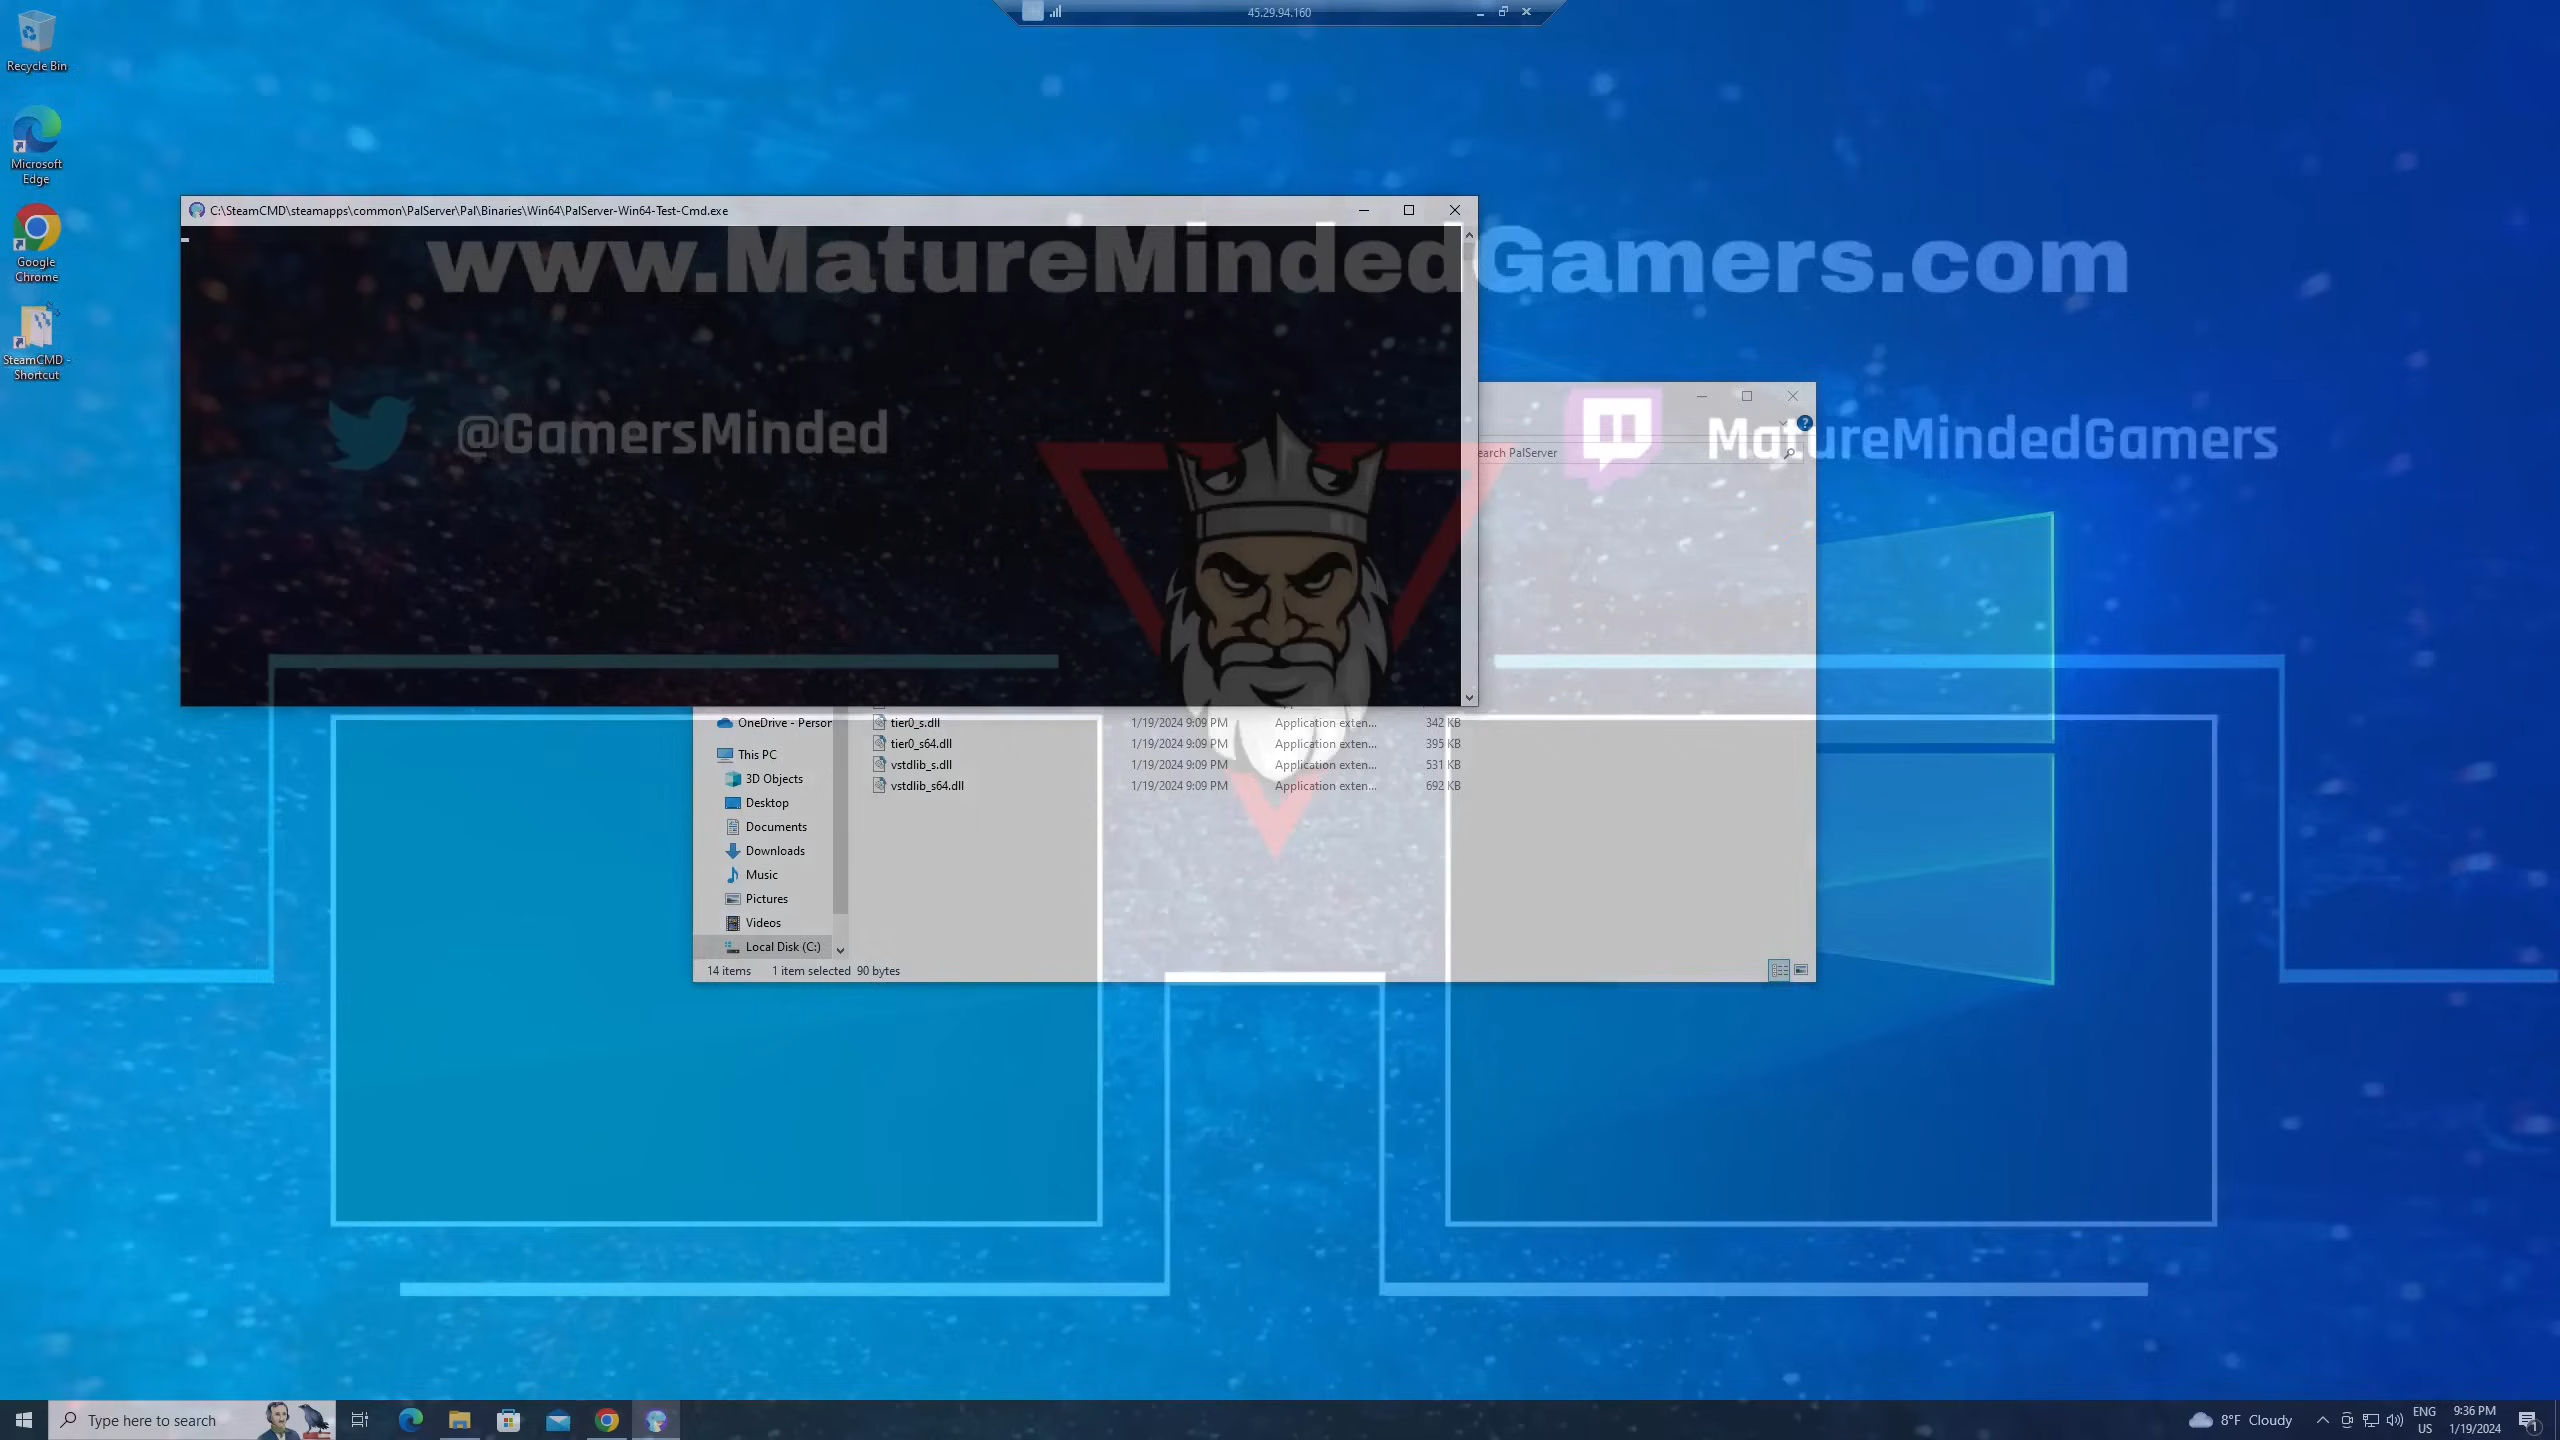 45.29.94.160
Recycle Bin
Microsoft
Edge
Google
Chrome
SteamCMD -
Shortcut
C:\SteamCMD\steamapps\common\PalServer\Pal\Binaries\Win64\PalServer-Win64-Test-Cmd.exe
www.MatureMindedGamers.com
@GamersMinded
MatureMindedGamers
earch PalServer
OneDrive - Person
This PC
3D Objects
Desktop
Documents
Downloads
Music
Pictures
Videos
Local Disk (C:)
tier0_s.dll 1/19/2024 9:09 PM Application exten... 342 KB
tier0_s64.dll 1/19/2024 9:09 PM Application exten... 395 KB
vstdlib_s.dll 1/19/2024 9:09 PM Application exten... 531 KB
vstdlib_s64.dll 1/19/2024 9:09 PM Application exten... 692 KB
14 items 1 item selected 90 bytes
Type here to search
8°F Cloudy
ENG
US
9:36 PM
1/19/2024
1